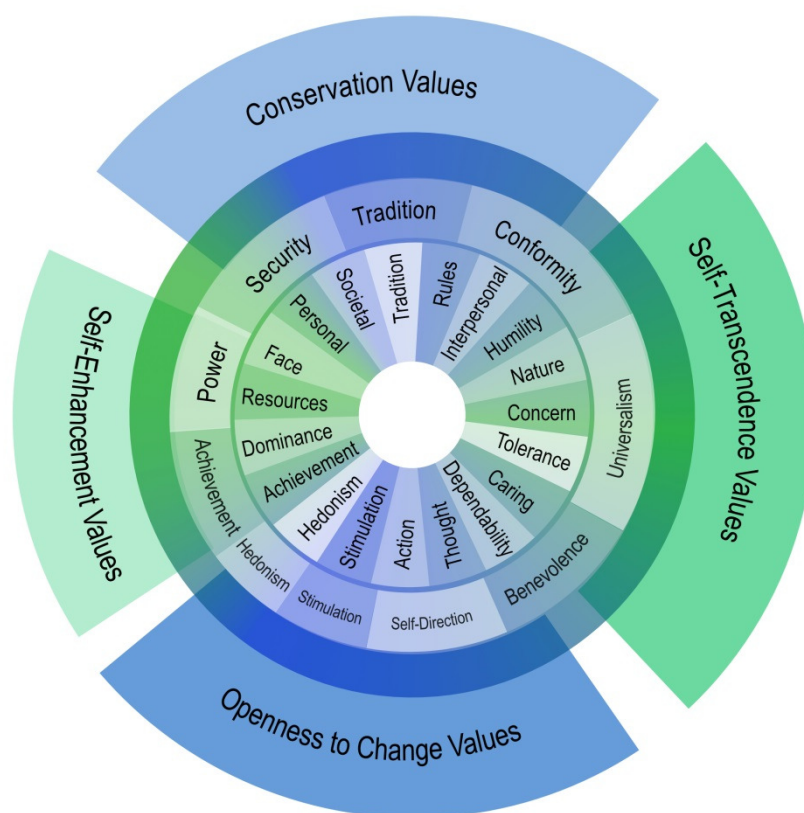 Conservation Values
Self-Transcendence Values
Openness to Change Values
Self-Enhancement Values
Security
Tradition
Conformity
Universalism
Benevolence
Self-Direction
Stimulation
Hedonism
Achievement
Power
Societal
Tradition
Rules
Interpersonal
Humility
Nature
Concern
Tolerance
Caring
Dependability
Thought
Action
Stimulation
Hedonism
Achievement
Dominance
Resources
Face
Personal